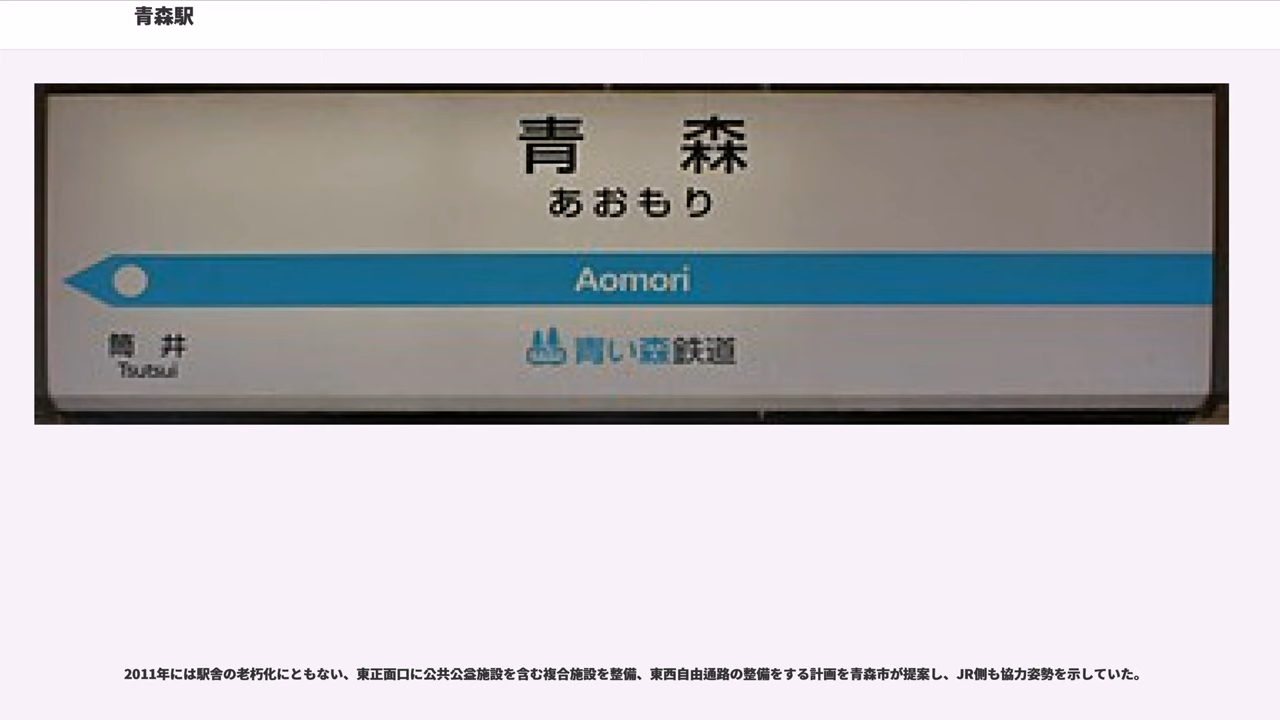 青森駅
青 森
あおもり
Aomori
筒 井
Tsutsui
青い森鉄道
2011年には駅舎の老朽化にともない、東正面口に公共公益施設を含む複合施設を整備、東西自由通路の整備をする計画を青森市が提案し、JR側も協力姿勢を示していた。